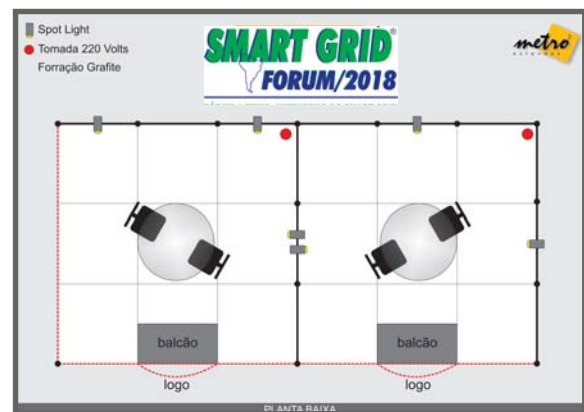 Spot Light
Tomada 220 Volts
Forração Grafite
SMART GRID®
FORUM/2018
metro
balcão
balcão
logo
logo
PLANTA BAIXA